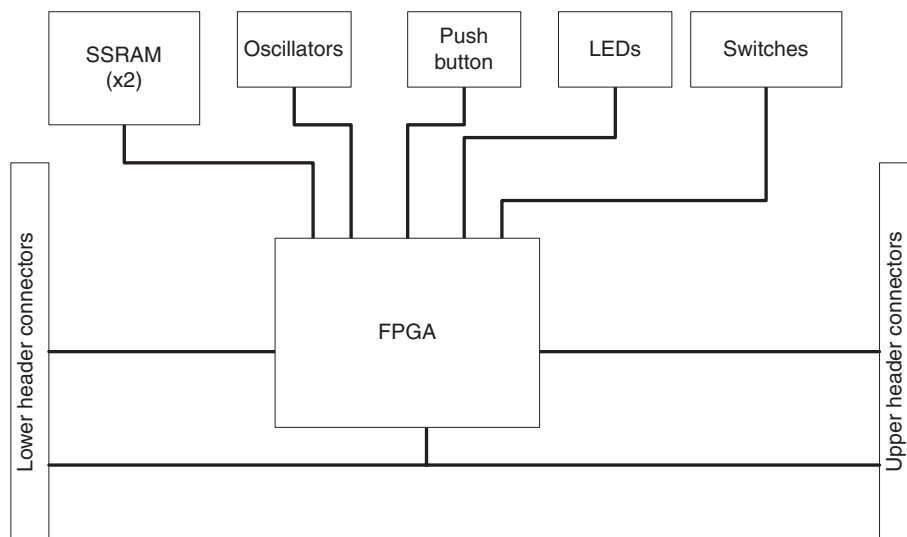 SSRAM
(x2)
Oscillators
Push
button
LEDs
Switches
Lower header connectors
FPGA
Upper header connectors